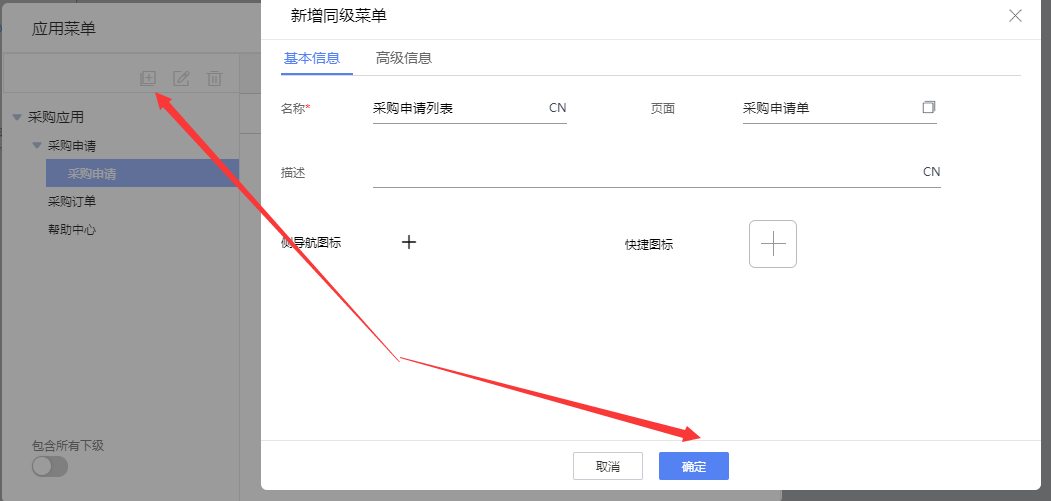 应用菜单
采购应用
采购申请
采购申请
采购订单
帮助中心
包含所有下级
新增同级菜单
基本信息 高级信息
名称* 采购申请列表 CN 页面 采购申请单
描述 CN
侧导航图标 快捷图标
取消 确定